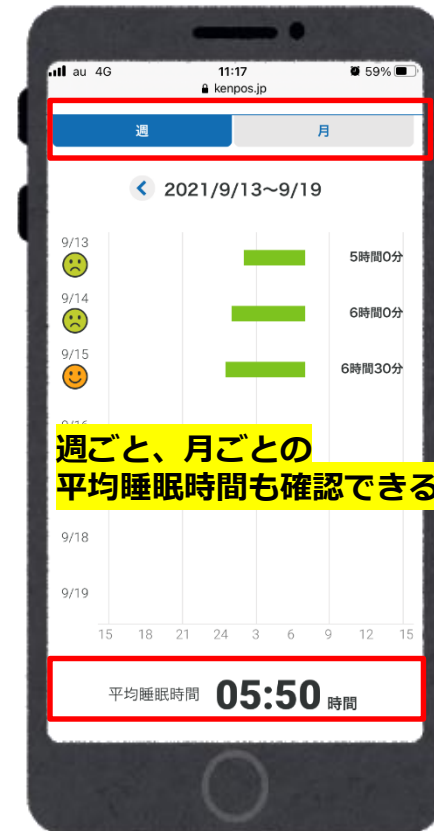 au 4G 11:17 59%
kenpos.jp
週 月
2021/9/13~9/19
9/13 5時間0分
9/14 6時間0分
9/15 6時間30分
週ごと、月ごとの
平均睡眠時間も確認できる
9/18
9/19
15 18 21 24 3 6 9 12 15
平均睡眠時間 05:50 時間